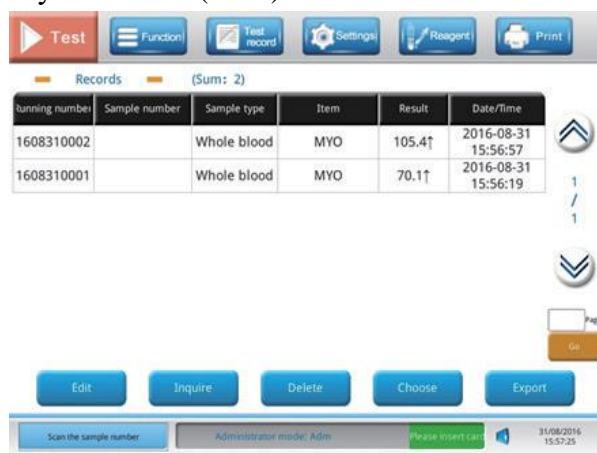 Test
Function
Test
record
Settings
Reagent
Print
Records
(Sum: 2)
Running number Sample number Sample type Item Result Date/Time
1608310002 Whole blood MYO 105.4↑ 2016-08-31
15:56:57
1608310001 Whole blood MYO 70.1↑ 2016-08-31
15:56:19
1
/
1
Pag
Go
Edit Inquire Delete Choose Export
Scan the sample number Administrator mode: Adm Please insert card 31/08/2016
15:57:25